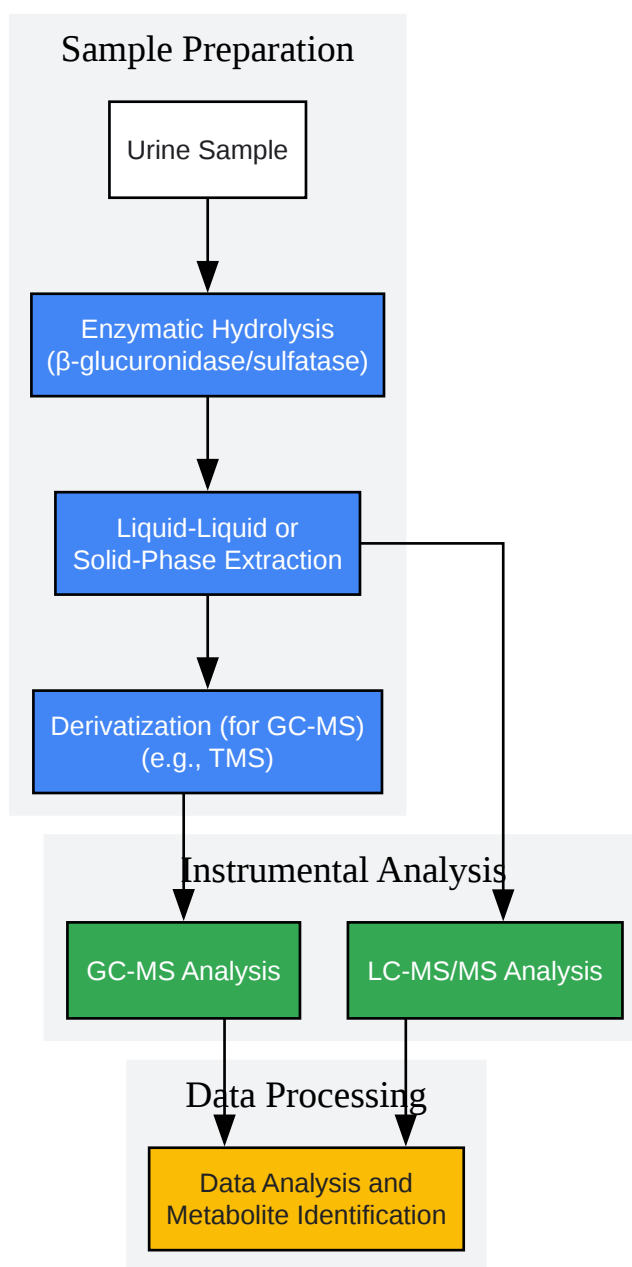 Sample Preparation
Urine Sample
Enzymatic Hydrolysis
(β-glucuronidase/sulfatase)
Liquid-Liquid or
Solid-Phase Extraction
Derivatization (for GC-MS)
(e.g., TMS)
Instrumental Analysis
GC-MS Analysis
LC-MS/MS Analysis
Data Processing
Data Analysis and
Metabolite Identification